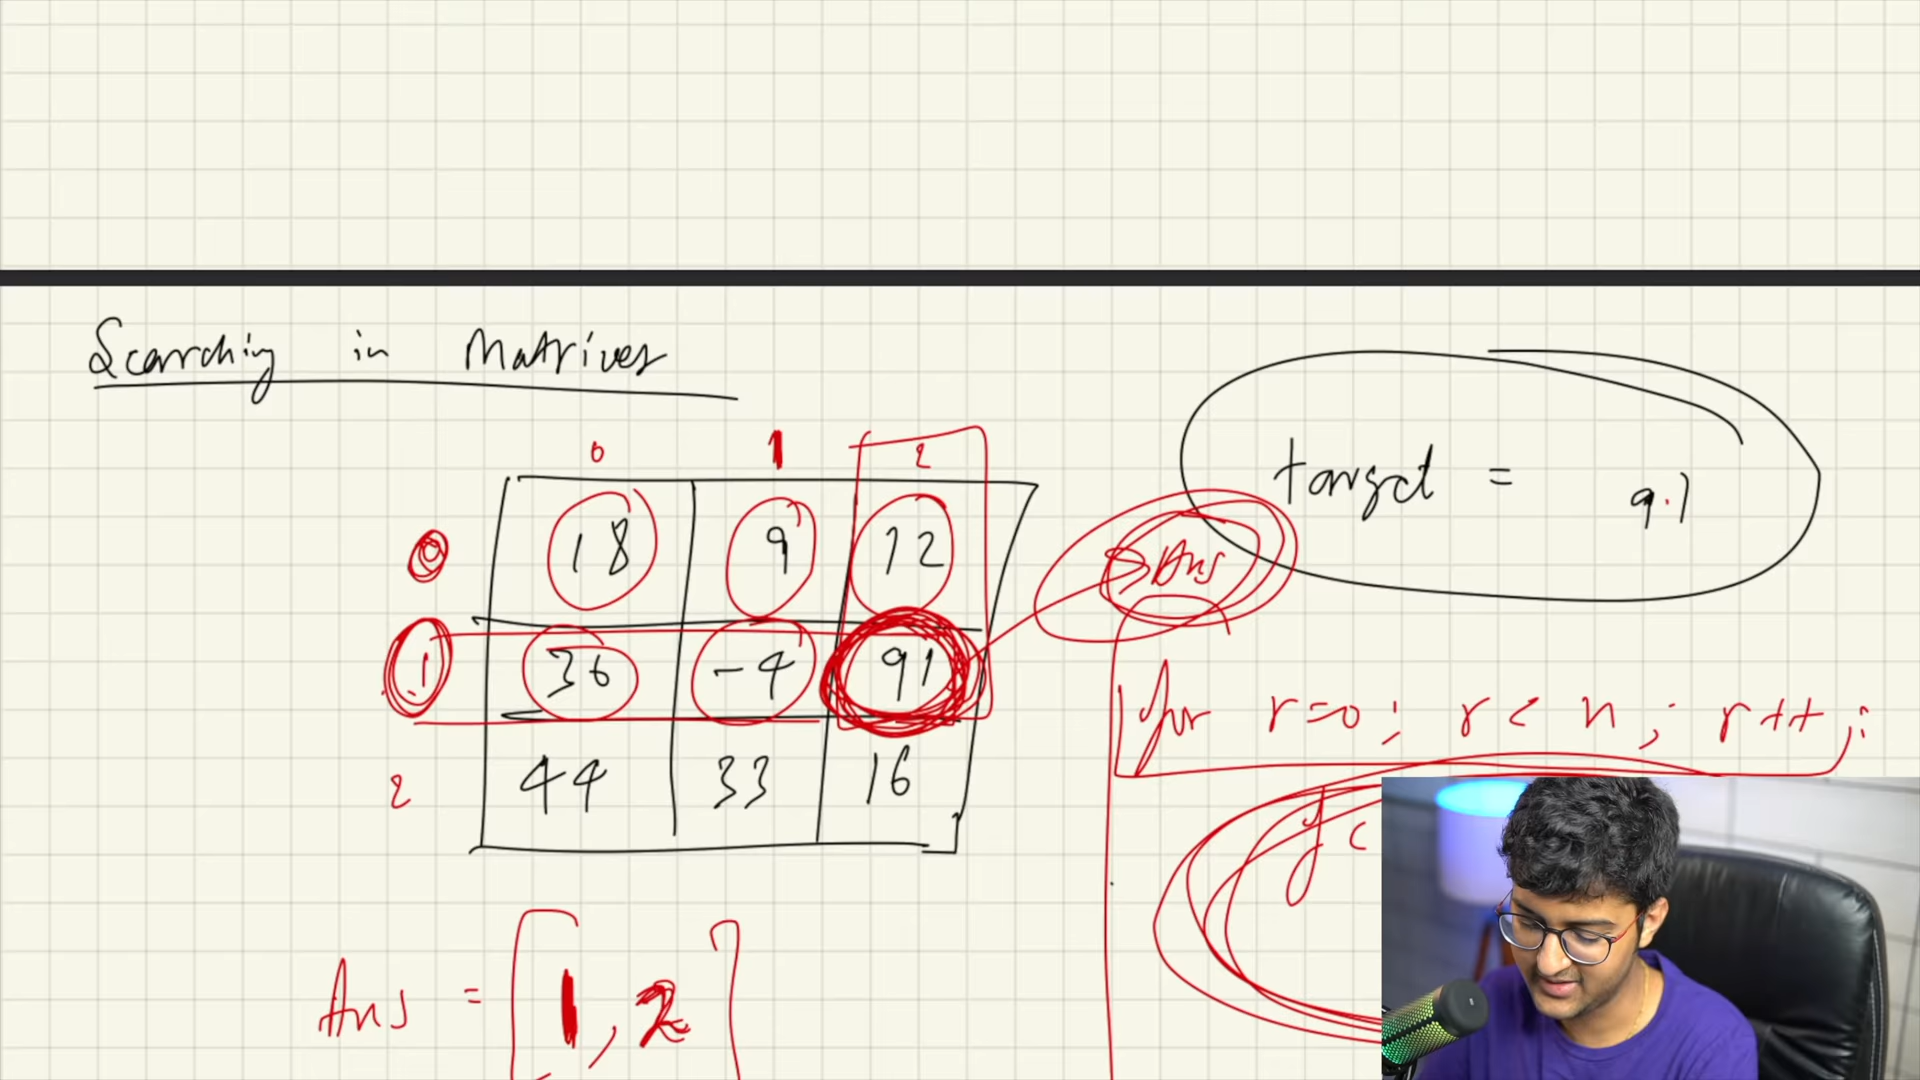 Searching in Matrices
0 1 2
target = 91
0 18 9 12
Ans
1 36 -4 91
for r=0; r < n; r++;
2 44 33 16
c
Ans = [1, 2]